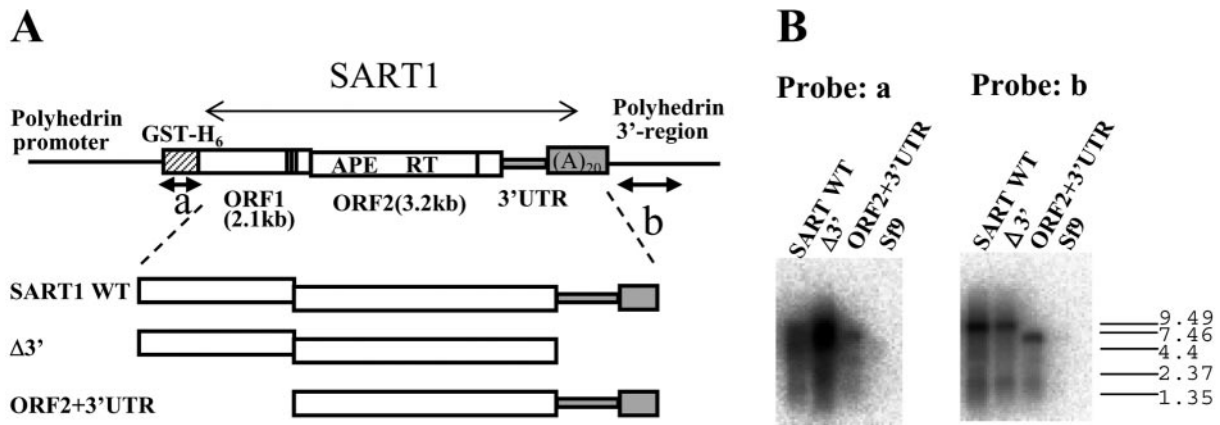 A
SART1
Polyhedrin promoter
GST-H6
Polyhedrin 3'-region
APE RT
(A)20
a
ORF1 (2.1kb)
ORF2(3.2kb)
3'UTR
b
SART1 WT
Δ3'
ORF2+3'UTR
B
Probe: a
Probe: b
SART WT
Δ3'
ORF2+3'UTR
Sf9
SART WT
Δ3'
ORF2+3'UTR
Sf9
9.49
7.46
4.4
2.37
1.35